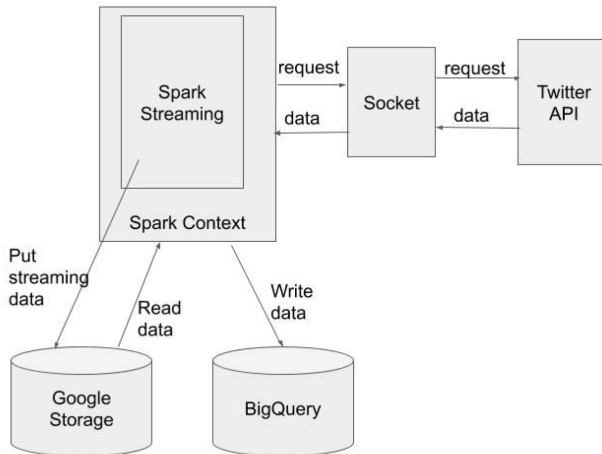 Spark
Streaming
Spark Context
request
data
Socket
request
data
Twitter
API
Put
streaming
data
Read
data
Write
data
Google
Storage
BigQuery